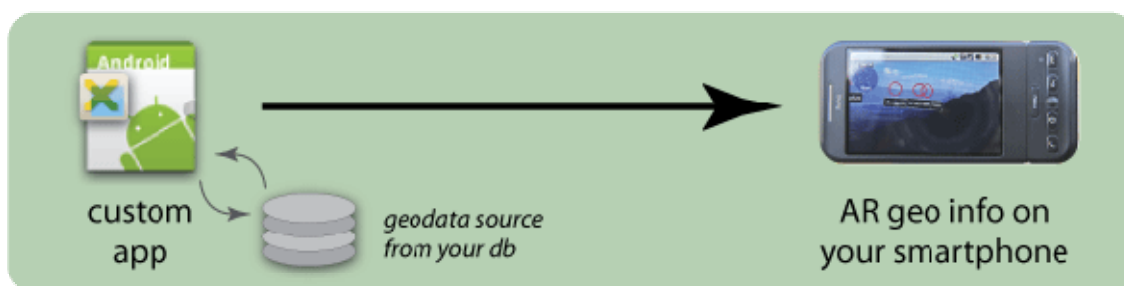 Android
custom
app
geodata source
from your db
AR geo info on
your smartphone